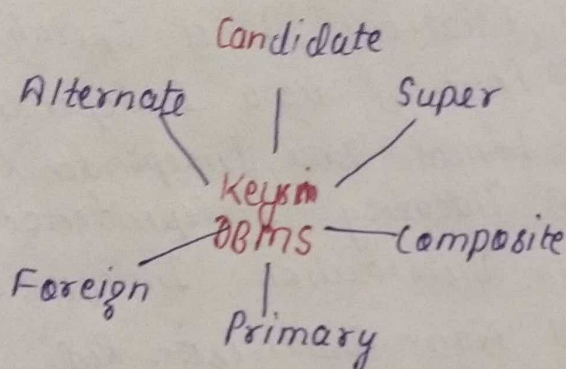 Candidate
Alternate
Super
Keys in
DBMS
Composite
Foreign
Primary